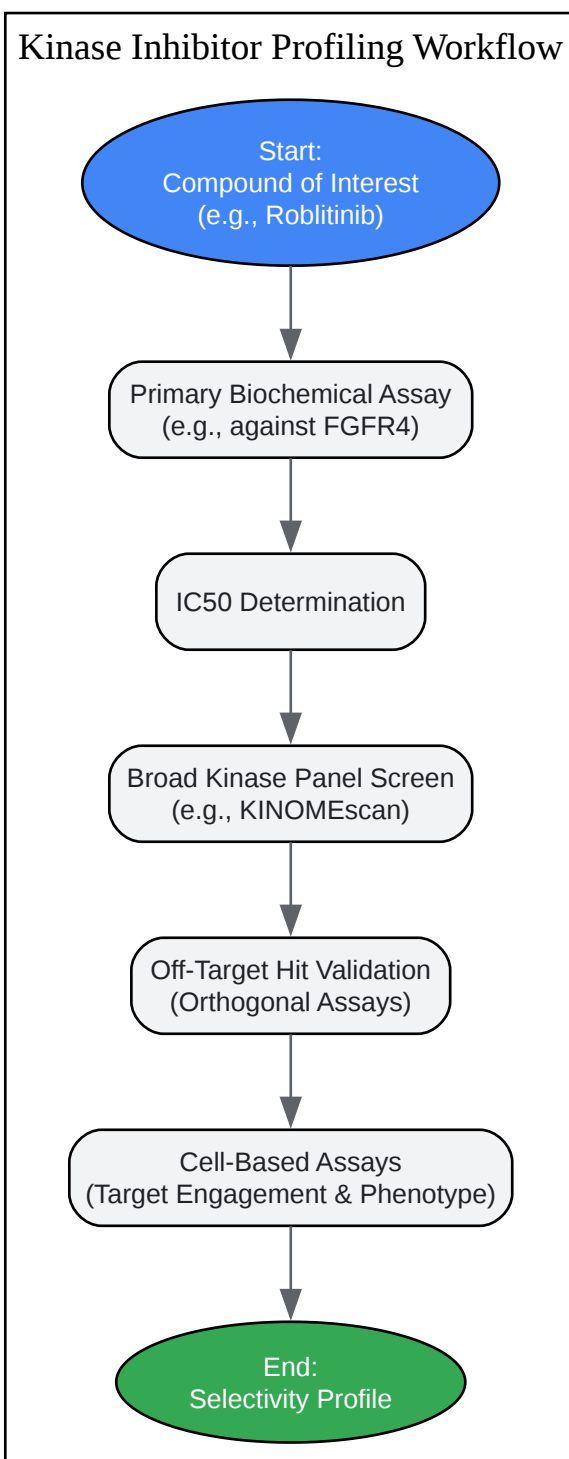 Kinase Inhibitor Profiling Workflow
Start:
Compound of Interest
(e.g., Roblitinib)
Primary Biochemical Assay
(e.g., against FGFR4)
IC50 Determination
Broad Kinase Panel Screen
(e.g., KINOMEscan)
Off-Target Hit Validation
(Orthogonal Assays)
Cell-Based Assays
(Target Engagement & Phenotype)
End:
Selectivity Profile